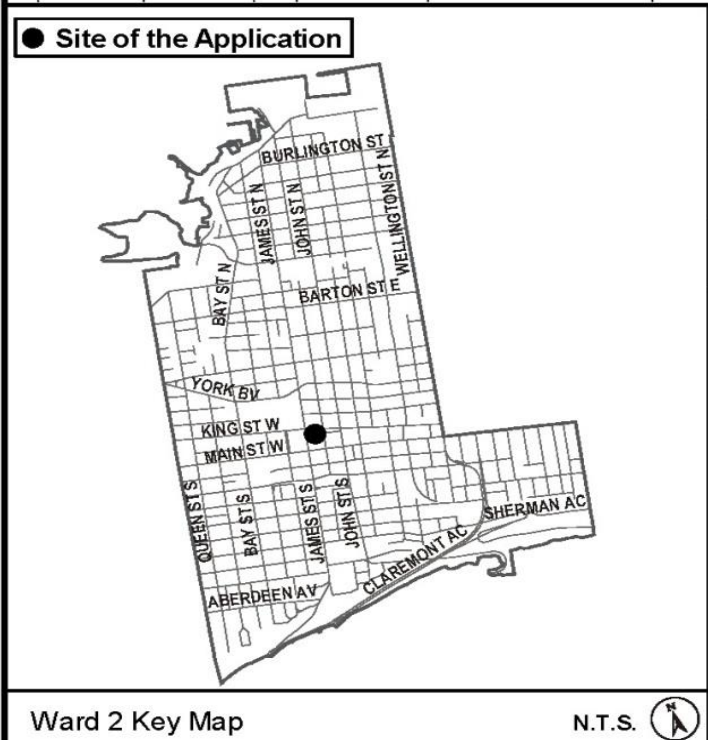 Site of the Application
BURLINGTON ST
JAMES ST N
JOHN ST N
WELLINGTON ST N
BAY ST N
BARTON ST E
YORK BV
KING ST W
MAIN ST W
QUEEN ST S
BAY ST S
JAMES ST S
JOHN ST S
SHERMAN AC
CLAREMONT AC
ABERDEEN AV
Ward 2 Key Map
N.T.S.
N